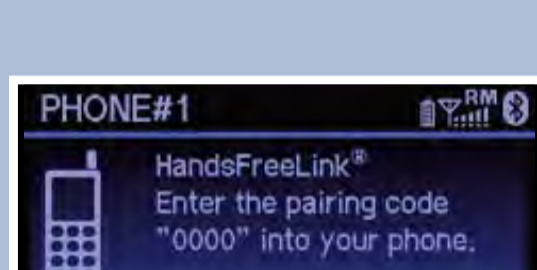 PHONE#1 RM
HandsFreeLink®
Enter the pairing code
"0000" into your phone.